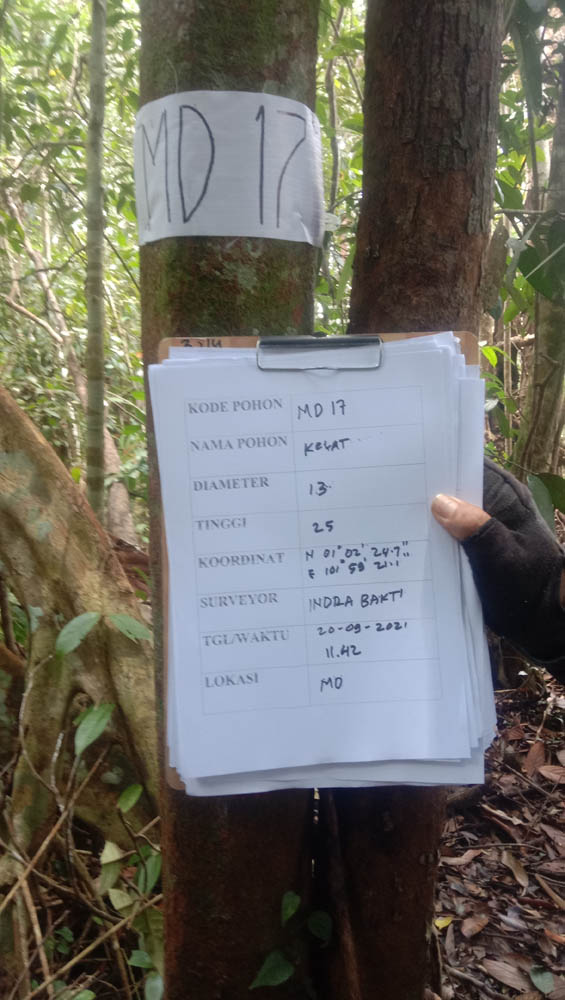 MD 17
KODE POHON MD 17
NAMA POHON KELAT
DIAMETER 13
TINGGI 25
KOORDINAT N 01° 02' 24.7"
E 101° 58' 21.1
SURVEYOR INDRA BAKTI
TGL/WAKTU 20-09-2021
11.42
LOKASI MD